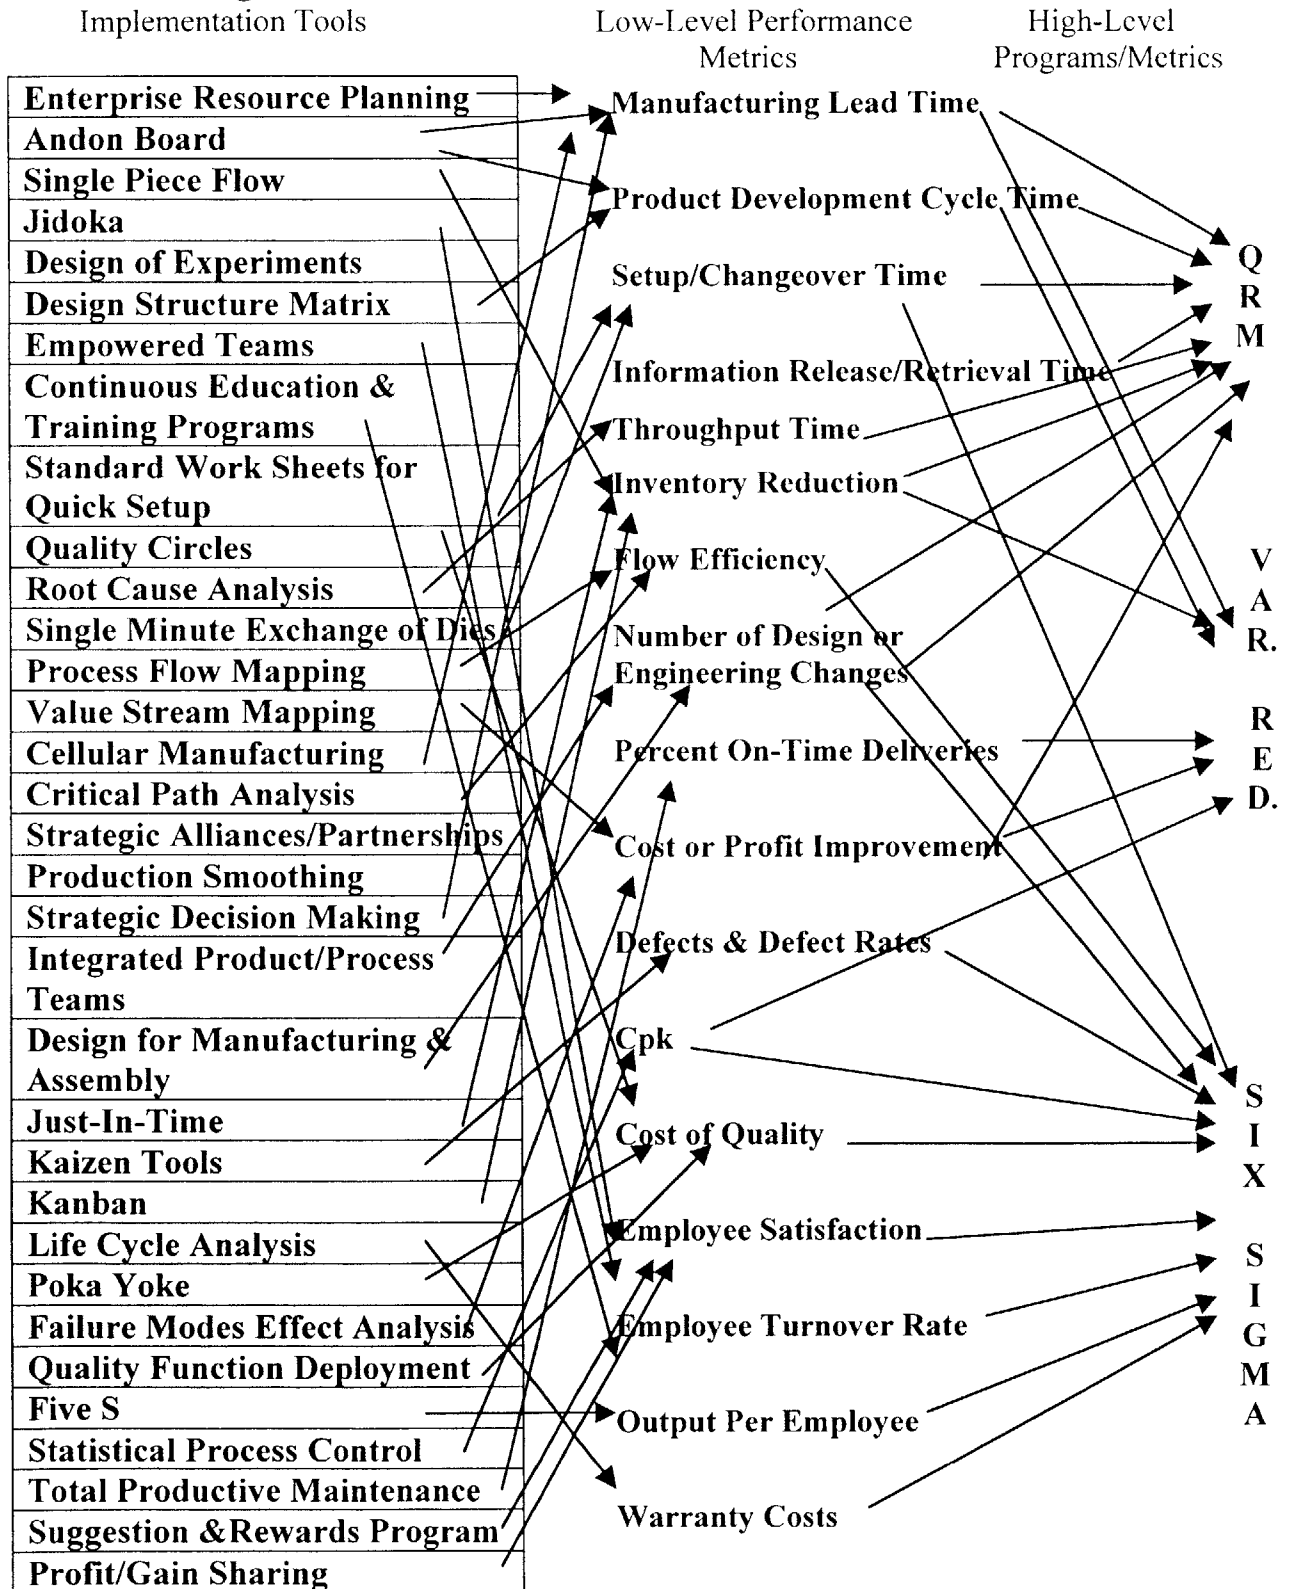 Implementation Tools
Low-Level Performance
Metrics
High-Level
Programs/Metrics
Enterprise Resource Planning
Andon Board
Single Piece Flow
Jidoka
Design of Experiments
Design Structure Matrix
Empowered Teams
Continuous Education &
Training Programs
Standard Work Sheets for
Quick Setup
Quality Circles
Root Cause Analysis
Single Minute Exchange of Dies
Process Flow Mapping
Value Stream Mapping
Cellular Manufacturing
Critical Path Analysis
Strategic Alliances/Partnerships
Production Smoothing
Strategic Decision Making
Integrated Product/Process
Teams
Design for Manufacturing &
Assembly
Just-In-Time
Kaizen Tools
Kanban
Life Cycle Analysis
Poka Yoke
Failure Modes Effect Analysis
Quality Function Deployment
Five S
Statistical Process Control
Total Productive Maintenance
Suggestion &Rewards Program
Profit/Gain Sharing
Manufacturing Lead Time
Product Development Cycle Time
Setup/Changeover Time
Information Release/Retrieval Time
Throughput Time
Inventory Reduction
Flow Efficiency
Number of Design or
Engineering Changes
Percent On-Time Deliveries
Cost or Profit Improvement
Defects & Defect Rates
Cpk
Cost of Quality
Employee Satisfaction
Employee Turnover Rate
Output Per Employee
Warranty Costs
Q
R
M
V
A
R.
R
E
D.
S
I
X
S
I
G
M
A